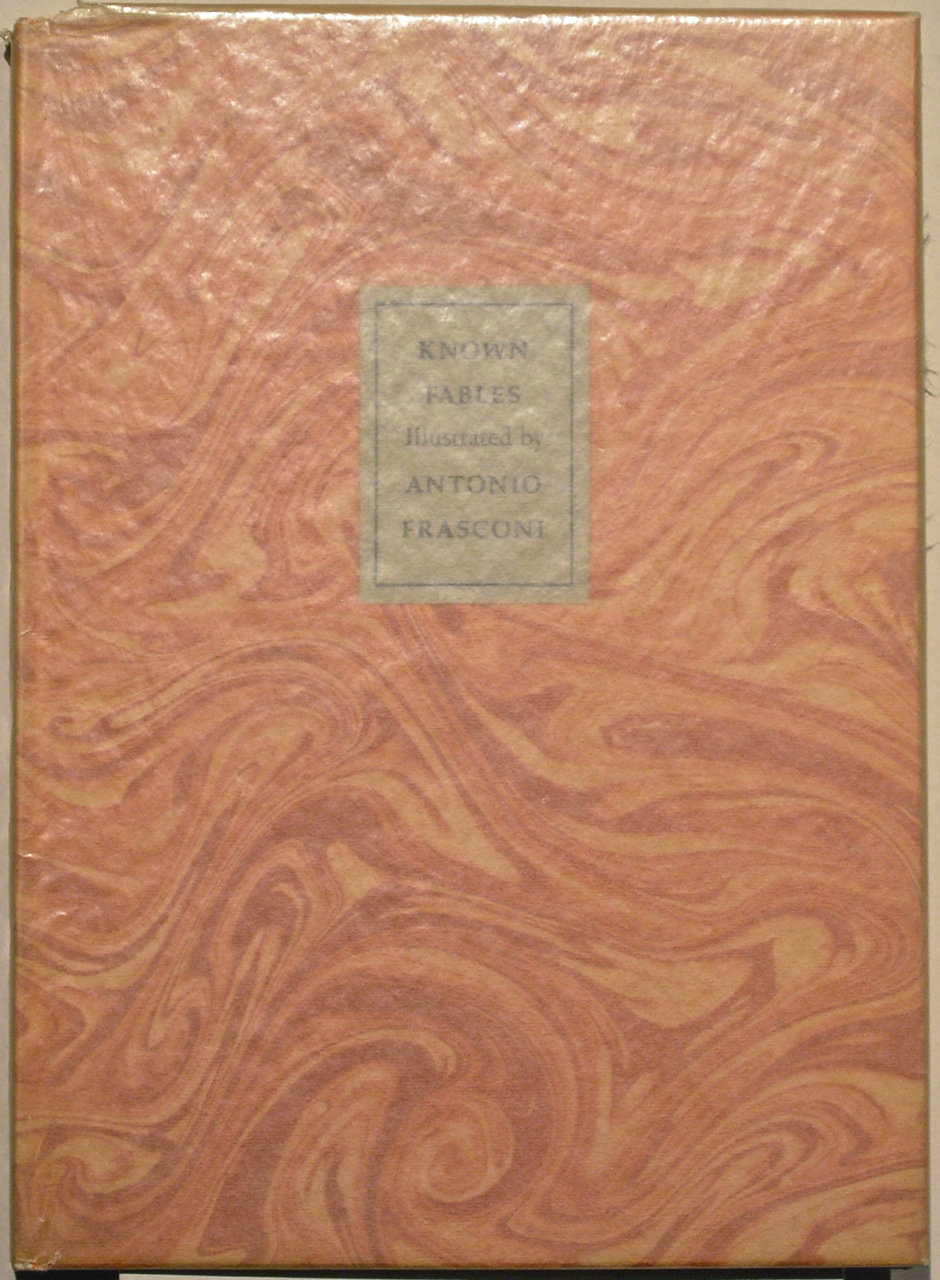 KNOWN
FABLES
Illustrated by
ANTONIO
FRASCONI